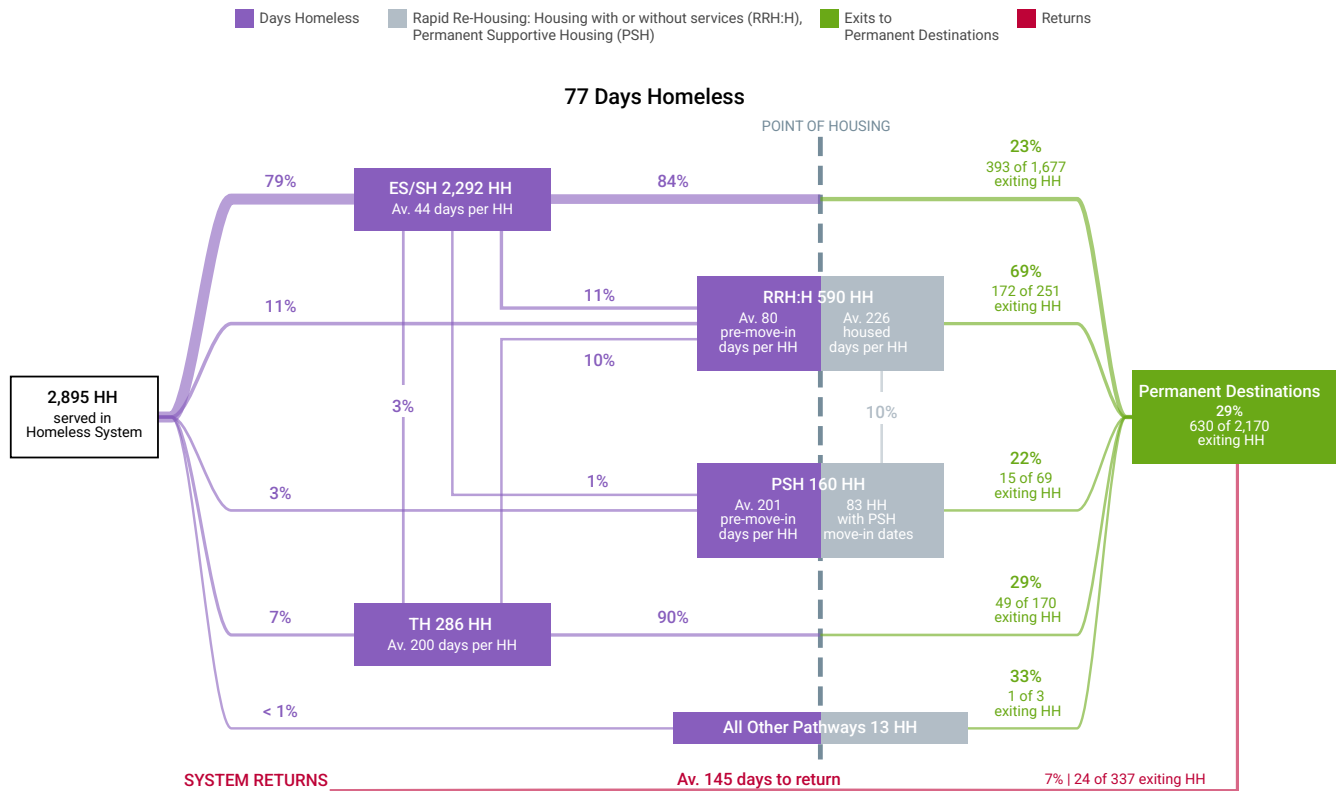 Days Homeless
Rapid Re-Housing: Housing with or without services (RRH:H),
Permanent Supportive Housing (PSH)
Exits to
Permanent Destinations
Returns
77 Days Homeless
POINT OF HOUSING
79%
ES/SH 2,292 HH
Av. 44 days per HH
84%
23%
393 of 1,677
exiting HH
11%
11%
10%
RRH:H 590 HH
Av. 80
pre-move-in
days per HH
Av. 226
housed
days per HH
69%
172 of 251
exiting HH
2,895 HH
served in
Homeless System
3%
10%
Permanent Destinations
29%
630 of 2,170
exiting HH
3%
1%
PSH 160 HH
Av. 201
pre-move-in
days per HH
83 HH
with PSH
move-in dates
22%
15 of 69
exiting HH
7%
TH 286 HH
Av. 200 days per HH
90%
29%
49 of 170
exiting HH
< 1%
All Other Pathways 13 HH
33%
1 of 3
exiting HH
SYSTEM RETURNS
Av. 145 days to return
7% | 24 of 337 exiting HH